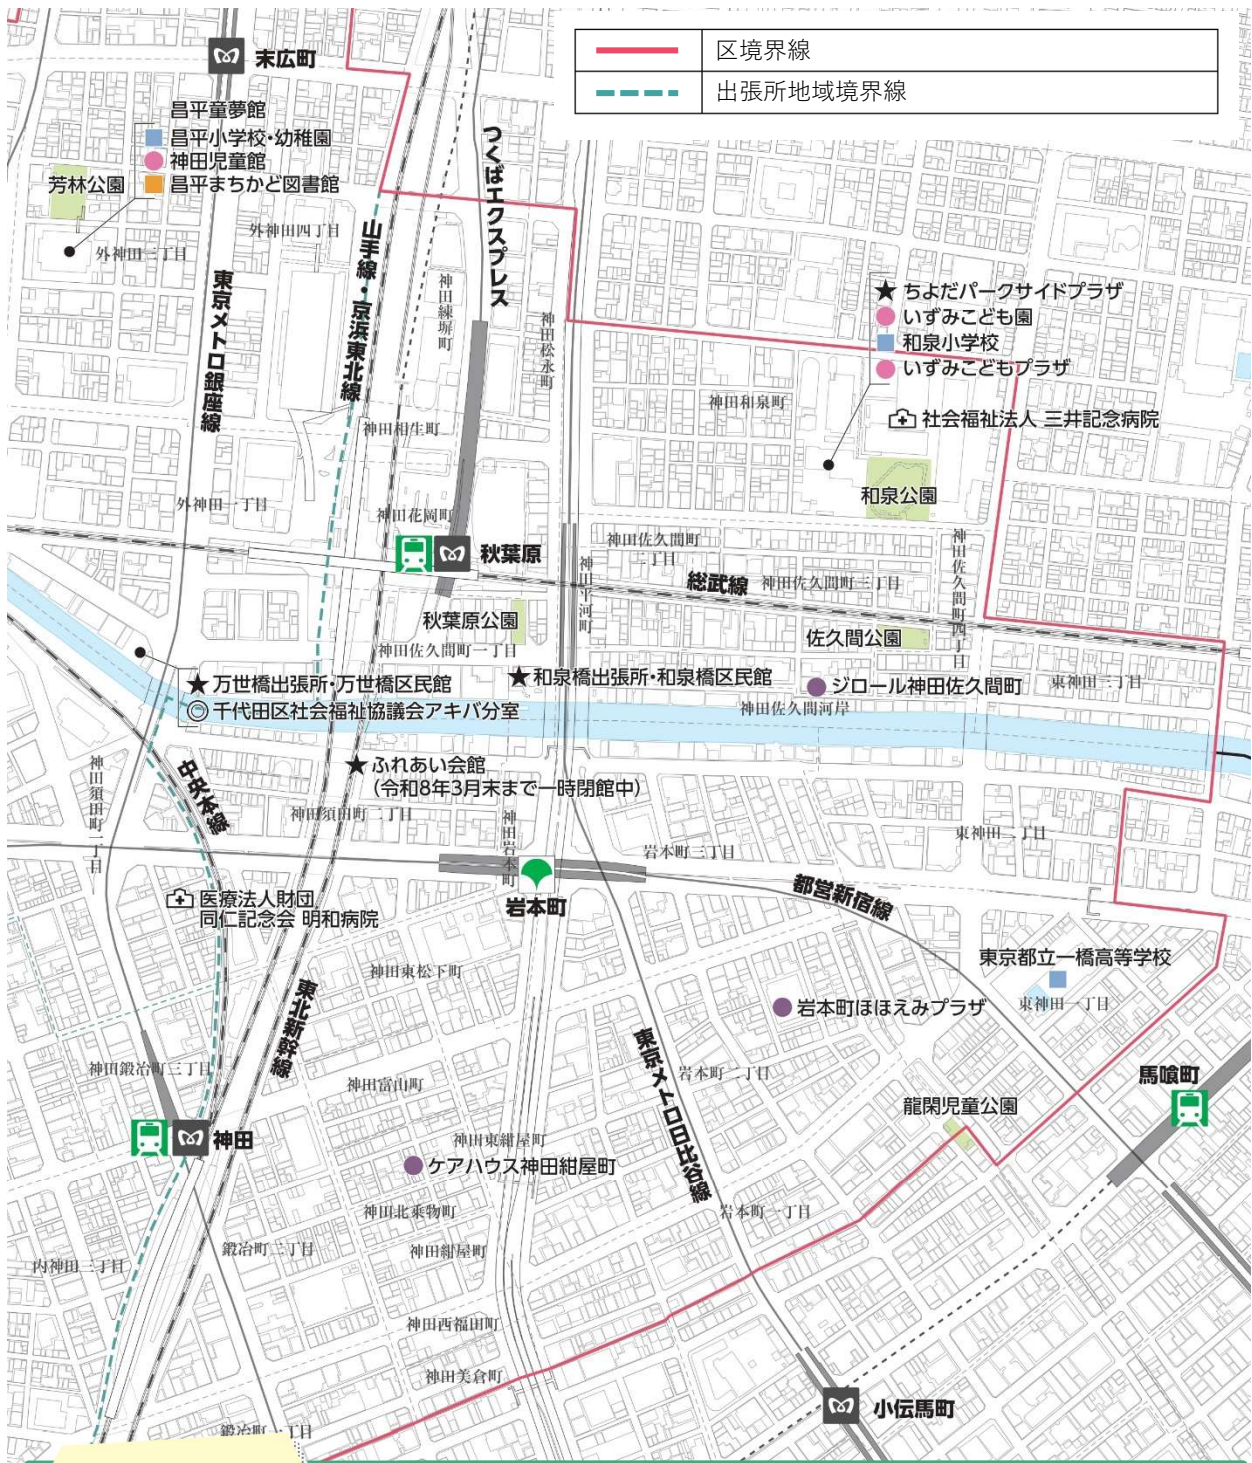 区境界線
出張所地域境界線
末広町
昌平童夢館
昌平小学校・幼稚園
神田児童館
昌平まちかど図書館
芳林公園
外神田三丁目
外神田四丁目
つくばエクスプレス
山手線・京浜東北線
東京メトロ銀座線
神田練塀町
神田松永町
ちよだパークサイドプラザ
いずみこども園
和泉小学校
いずみこどもプラザ
神田和泉町
社会福祉法人 三井記念病院
神田相生町
和泉公園
外神田一丁目
神田花岡町
秋葉原
神田佐久間町二丁目
神田平河町
総武線
神田佐久間町三丁目
神田佐久間町四丁目
秋葉原公園
佐久間公園
神田佐久間町一丁目
万世橋出張所・万世橋区民館
千代田区社会福祉協議会アキバ分室
和泉橋出張所・和泉橋区民館
ジロール神田佐久間町
東神田三丁目
神田佐久間河岸
ふれあい会館
(令和8年3月末まで一時閉館中)
中央本線
神田須田町一丁目
神田須田町二丁目
神田岩本町
岩本町三丁目
東神田二丁目
医療法人財団
同仁記念会 明和病院
岩本町
都営新宿線
東京都立一橋高等学校
東神田一丁目
神田東松下町
東北新幹線
岩本町ほほえみプラザ
東京メトロ日比谷線
岩本町二丁目
神田鍛冶町三丁目
神田富山町
馬喰町
龍閑児童公園
神田
神田東紺屋町
ケアハウス神田紺屋町
神田北乗物町
岩本町一丁目
鍛冶町二丁目
神田紺屋町
内神田三丁目
神田西福田町
神田美倉町
小伝馬町
鍛冶町一丁目